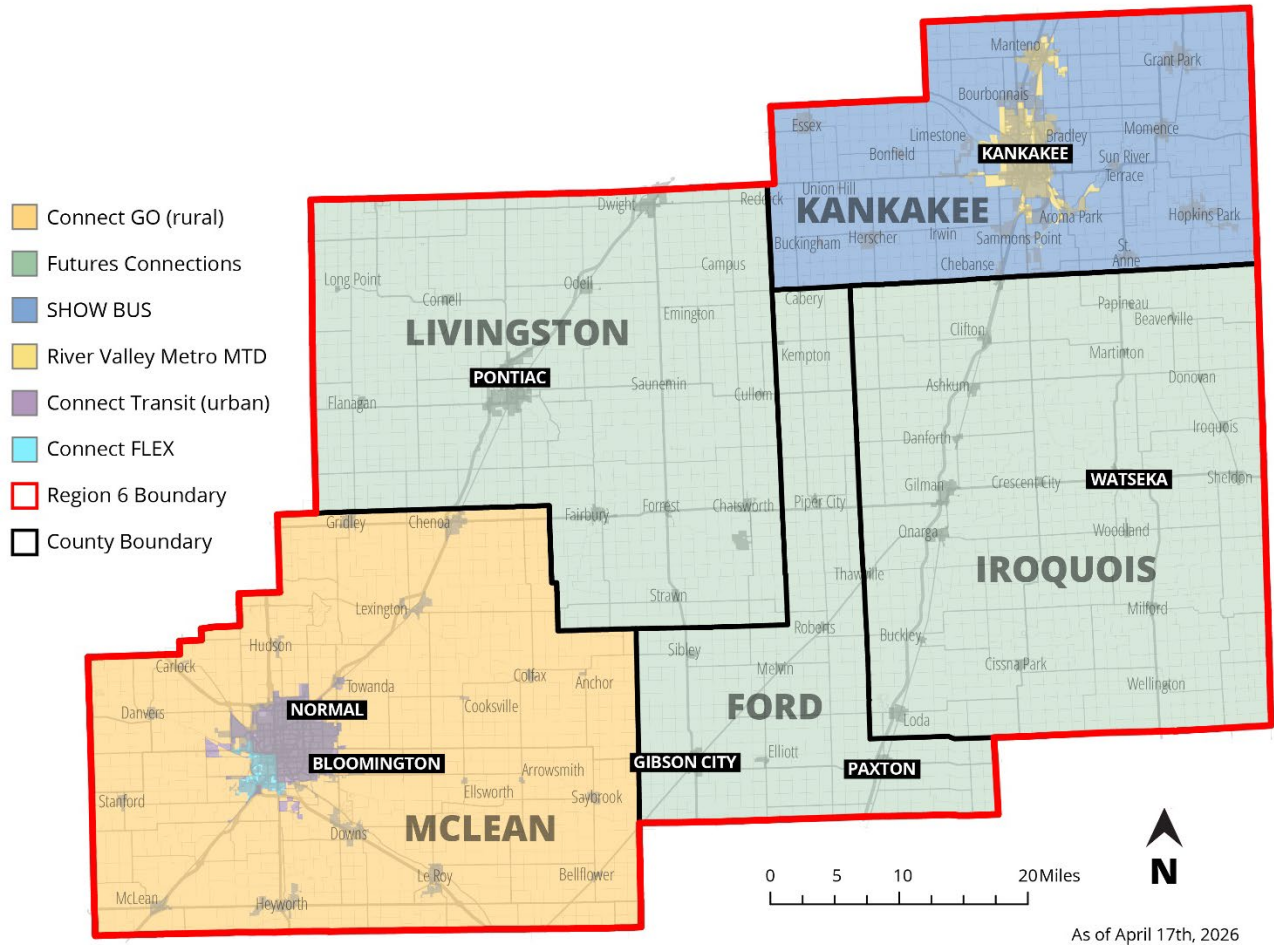 Connect GO (rural)
Futures Connections
SHOW BUS
River Valley Metro MTD
Connect Transit (urban)
Connect FLEX
Region 6 Boundary
County Boundary
Manteno
Grant Park
Bourbonnais
Essex
Limestone
Bradley
Momence
Bonfield
KANKAKEE
Sun River
Terrace
Union Hill
KANKAKEE
Aroma Park
Hopkins Park
Buckingham
Herscher
Irwin
Sammons Point
St.
Anne
Chebanse
Dwight
Reddick
Long Point
Campus
Cornell
Odell
Emington
LIVINGSTON
PONTIAC
Saunemin
Cullom
Flanagan
Cabery
Kempton
Papineau
Beaverville
Clifton
Martinton
Ashkum
Donovan
Danforth
Iroquois
Gilman
Crescent City
WATSEKA
Sheldon
Onarga
Woodland
IROQUOIS
Gridley
Chenoa
Fairbury
Forrest
Chatsworth
Piper City
Thawville
Strawn
Roberts
Milford
Buckley
Cissna Park
Wellington
Loda
Lexington
Hudson
Carlock
Towanda
Colfax
Anchor
Sibley
Melvin
Danvers
NORMAL
Cooksville
FORD
BLOOMINGTON
GIBSON CITY
Elliott
PAXTON
Arrowsmith
Ellsworth
Saybrook
Stanford
Downs
MCLEAN
Le Roy
Bellflower
McLean
Heyworth
0 5 10 20Miles
N
As of April 17th, 2026